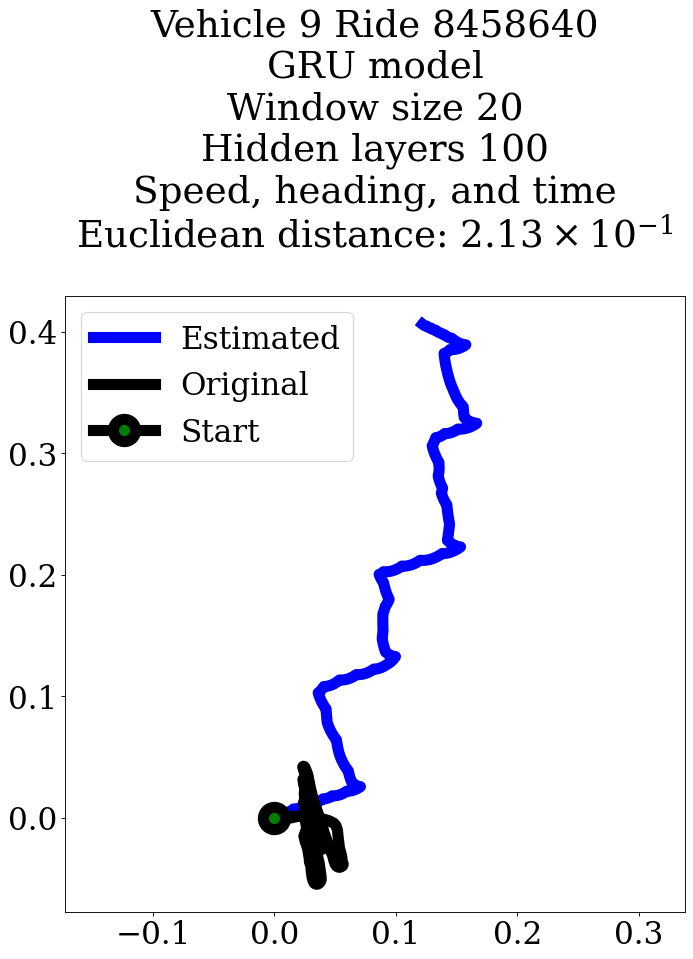 Vehicle 9 Ride 8458640
GRU model
Window size 20
Hidden layers 100
Speed, heading, and time
Euclidean distance: 2.13 × 10⁻¹
Estimated
Original
Start
0.4
0.3
0.2
0.1
0.0
−0.1 0.0 0.1 0.2 0.3